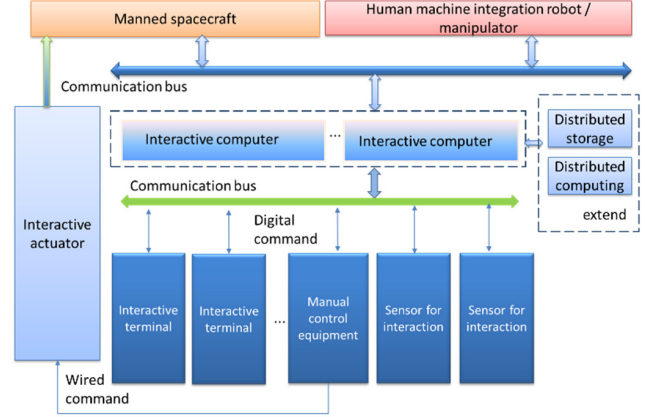 Manned spacecraft
Human machine integration robot /
manipulator
Communication bus
Interactive computer
...
Interactive computer
Distributed
storage
Distributed
computing
extend
Communication bus
Interactive
actuator
Digital
command
Interactive
terminal
Interactive
terminal
...
Manual
control
equipment
Sensor for
interaction
Sensor for
interaction
Wired
command